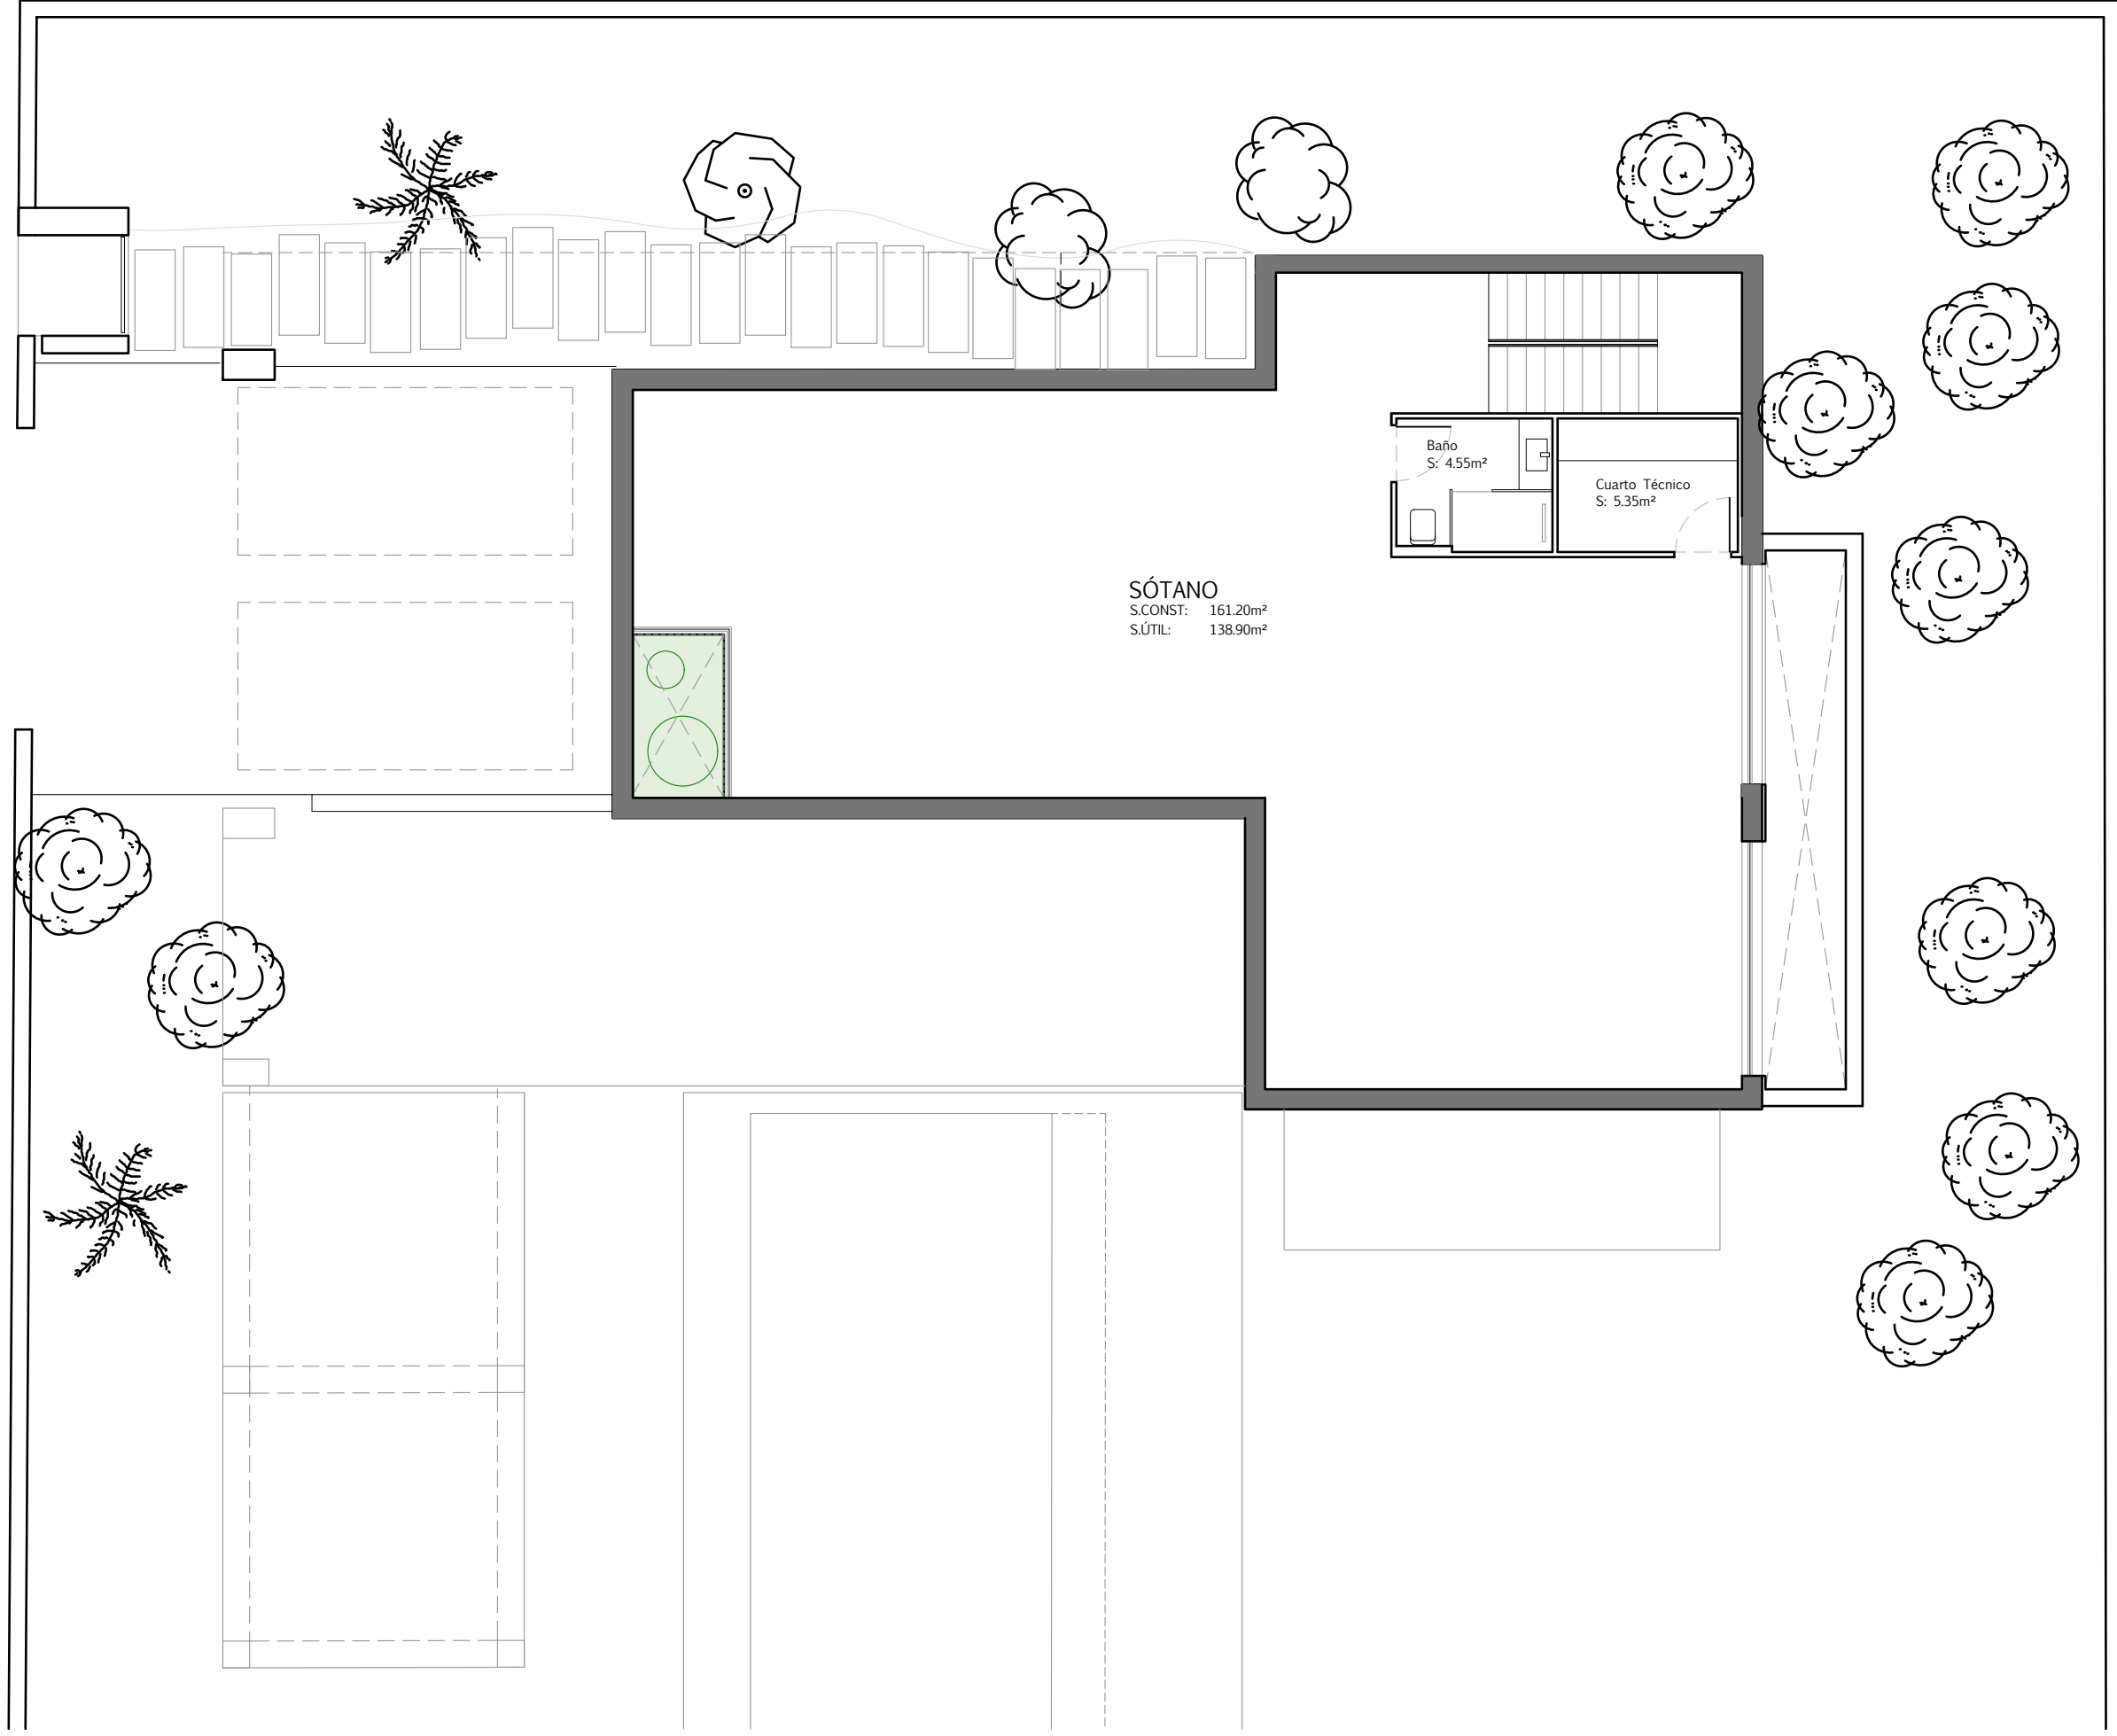 Baño
S: 4.55m²
Cuarto Técnico
S: 5.35m²
SÓTANO
S.CONST: 161.20m²
S.ÚTIL: 138.90m²